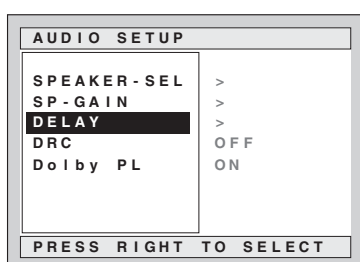 AUDIO SETUP
SPEAKER-SEL >
SP-GAIN >
DELAY >
DRC OFF
Dolby PL ON
PRESS RIGHT TO SELECT